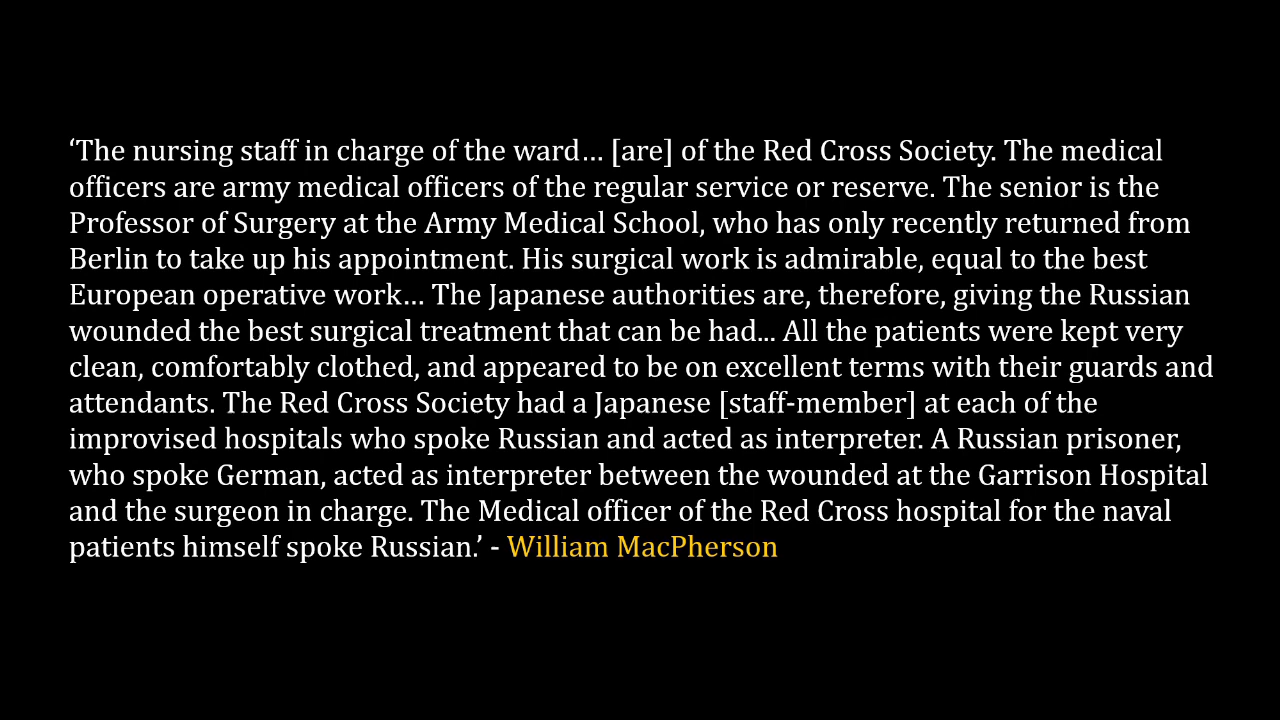 ‘The nursing staff in charge of the ward… [are] of the Red Cross Society. The medical
officers are army medical officers of the regular service or reserve. The senior is the
Professor of Surgery at the Army Medical School, who has only recently returned from
Berlin to take up his appointment. His surgical work is admirable, equal to the best
European operative work… The Japanese authorities are, therefore, giving the Russian
wounded the best surgical treatment that can be had... All the patients were kept very
clean, comfortably clothed, and appeared to be on excellent terms with their guards and
attendants. The Red Cross Society had a Japanese [staff-member] at each of the
improvised hospitals who spoke Russian and acted as interpreter. A Russian prisoner,
who spoke German, acted as interpreter between the wounded at the Garrison Hospital
and the surgeon in charge. The Medical officer of the Red Cross hospital for the naval
patients himself spoke Russian.’ - William MacPherson